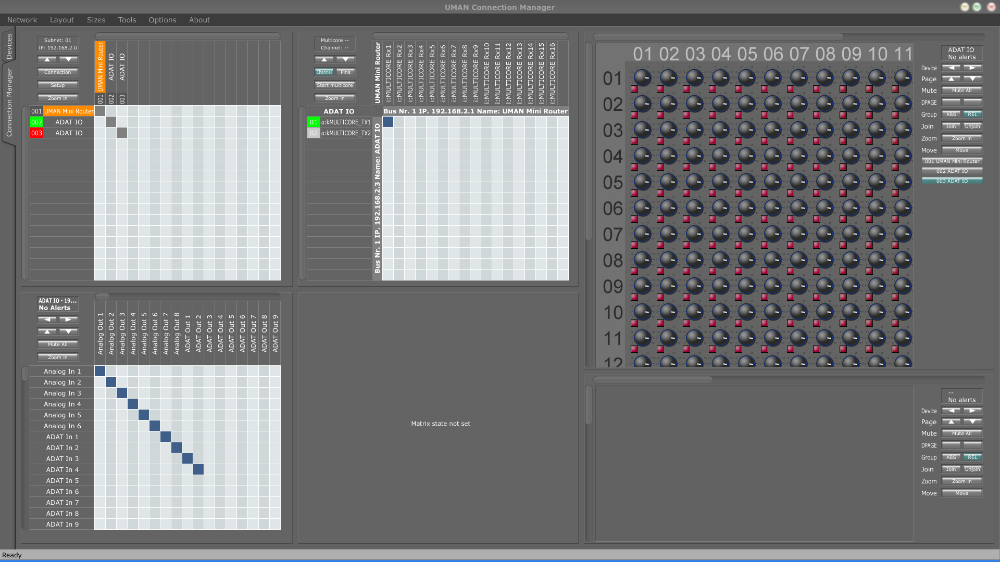 UMAN Connection Manager
Network Layout Sizes Tools Options About
Devices
Connection Manager
Subnet: 01
IP: 192.168.2.0
Connection
Setup
Zoom in
UMAN Mini Router
ADAT IO
ADAT IO
001
002
003
001 UMAN Mini Router
002 ADAT IO
003 ADAT IO
Multicore --
Channel: --
Channel Pins
Start multicore
Zoom in
UMAN Mini Router
i:MULTICORE Rx1
i:MULTICORE Rx2
i:MULTICORE Rx3
i:MULTICORE Rx4
i:MULTICORE Rx5
i:MULTICORE Rx6
i:MULTICORE Rx7
i:MULTICORE Rx8
i:MULTICORE Rx9
i:MULTICORE Rx10
i:MULTICORE Rx11
i:MULTICORE Rx12
i:MULTICORE Rx13
i:MULTICORE Rx14
i:MULTICORE Rx15
i:MULTICORE Rx16
ADAT IO
Bus Nr. 1 IP. 192.168.2.1 Name: UMAN Mini Router
01 o:kMULTICORE_TX1
02 o:kMULTICORE_TX2
Bus Nr. 1 IP. 192.168.2.3 Name: ADAT IO
ADAT IO - 19...
No Alerts
Mute All
Zoom in
Analog Out 1
Analog Out 2
Analog Out 3
Analog Out 4
Analog Out 5
Analog Out 6
Analog Out 7
Analog Out 8
ADAT Out 1
ADAT Out 2
ADAT Out 3
ADAT Out 4
ADAT Out 5
ADAT Out 6
ADAT Out 7
ADAT Out 8
ADAT Out 9
Analog In 1
Analog In 2
Analog In 3
Analog In 4
Analog In 5
Analog In 6
ADAT In 1
ADAT In 2
ADAT In 3
ADAT In 4
ADAT In 5
ADAT In 6
ADAT In 7
ADAT In 8
ADAT In 9
Matrix state not set
01 02 03 04 05 06 07 08 09 10 11
01
02
03
04
05
06
07
08
09
10
11
12
ADAT IO
No alerts
Device
Page
Mute Mute All
DPAGE
Group ABS REL
Join Join Unjoin
Zoom Zoom in
Move Move
001 UMAN Mini Router
002 ADAT IO
003 ADAT IO
--
No alerts
Device
Page
Mute Mute All
DPAGE
Group ABS REL
Join Join Unjoin
Zoom Zoom in
Move Move
Ready